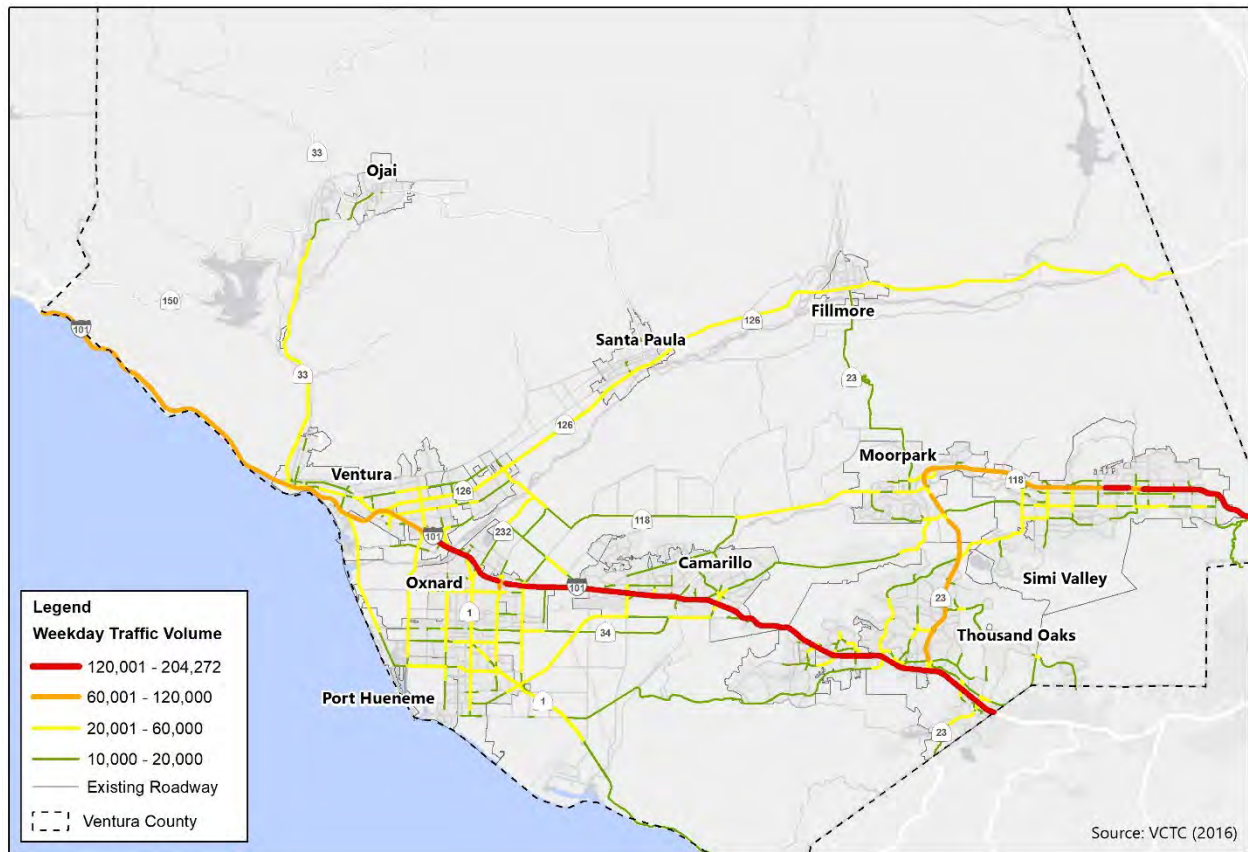 33
Ojai
150
101
Fillmore
126
Santa Paula
33
23
126
Moorpark
Ventura
118
126
118
232
101
Camarillo
Oxnard
101
Simi Valley
23
1
34
Thousand Oaks
Port Hueneme
1
23
Legend
Weekday Traffic Volume
120,001 - 204,272
60,001 - 120,000
20,001 - 60,000
10,000 - 20,000
Existing Roadway
Ventura County
Source: VCTC (2016)